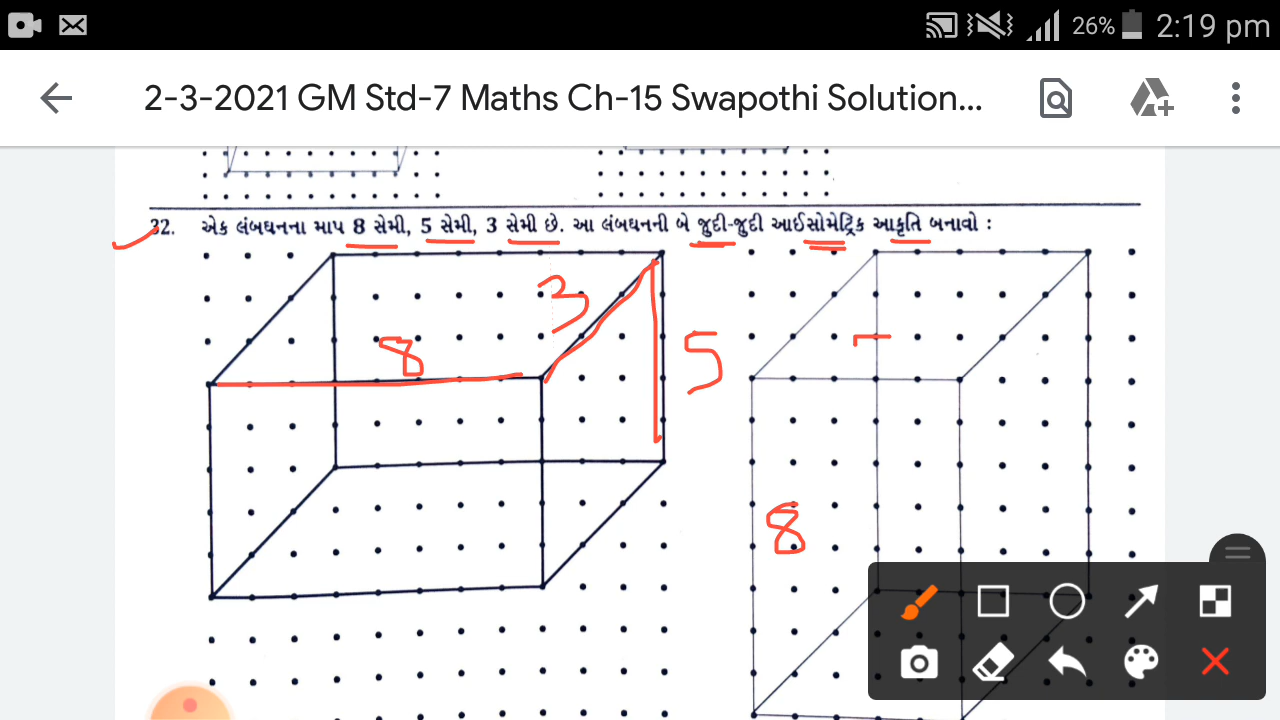 26% 2:19 pm
2-3-2021 GM Std-7 Maths Ch-15 Swapothi Solution...
32. એક લંબઘનના માપ 8 સેમી, 5 સેમી, 3 સેમી છે. આ લંબઘનની બે જુદી-જુદી આઈસોમેટ્રિક આકૃતિ બનાવો :
3
8
5
8